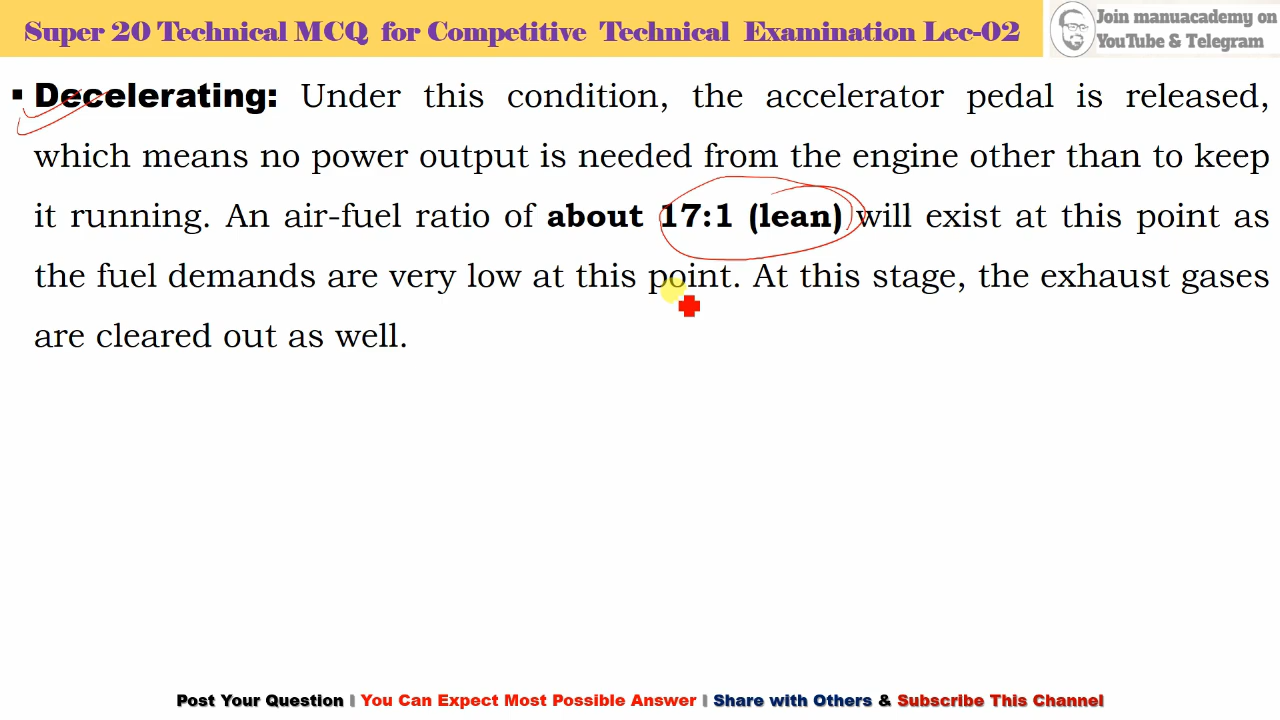 Super 20 Technical MCQ for Competitive Technical Examination Lec-02
Join manuacademy on
YouTube & Telegram
▪ Decelerating: Under this condition, the accelerator pedal is released,
which means no power output is needed from the engine other than to keep
it running. An air-fuel ratio of about 17:1 (lean) will exist at this point as
the fuel demands are very low at this point. At this stage, the exhaust gases
are cleared out as well.
Post Your Question | You Can Expect Most Possible Answer | Share with Others & Subscribe This Channel